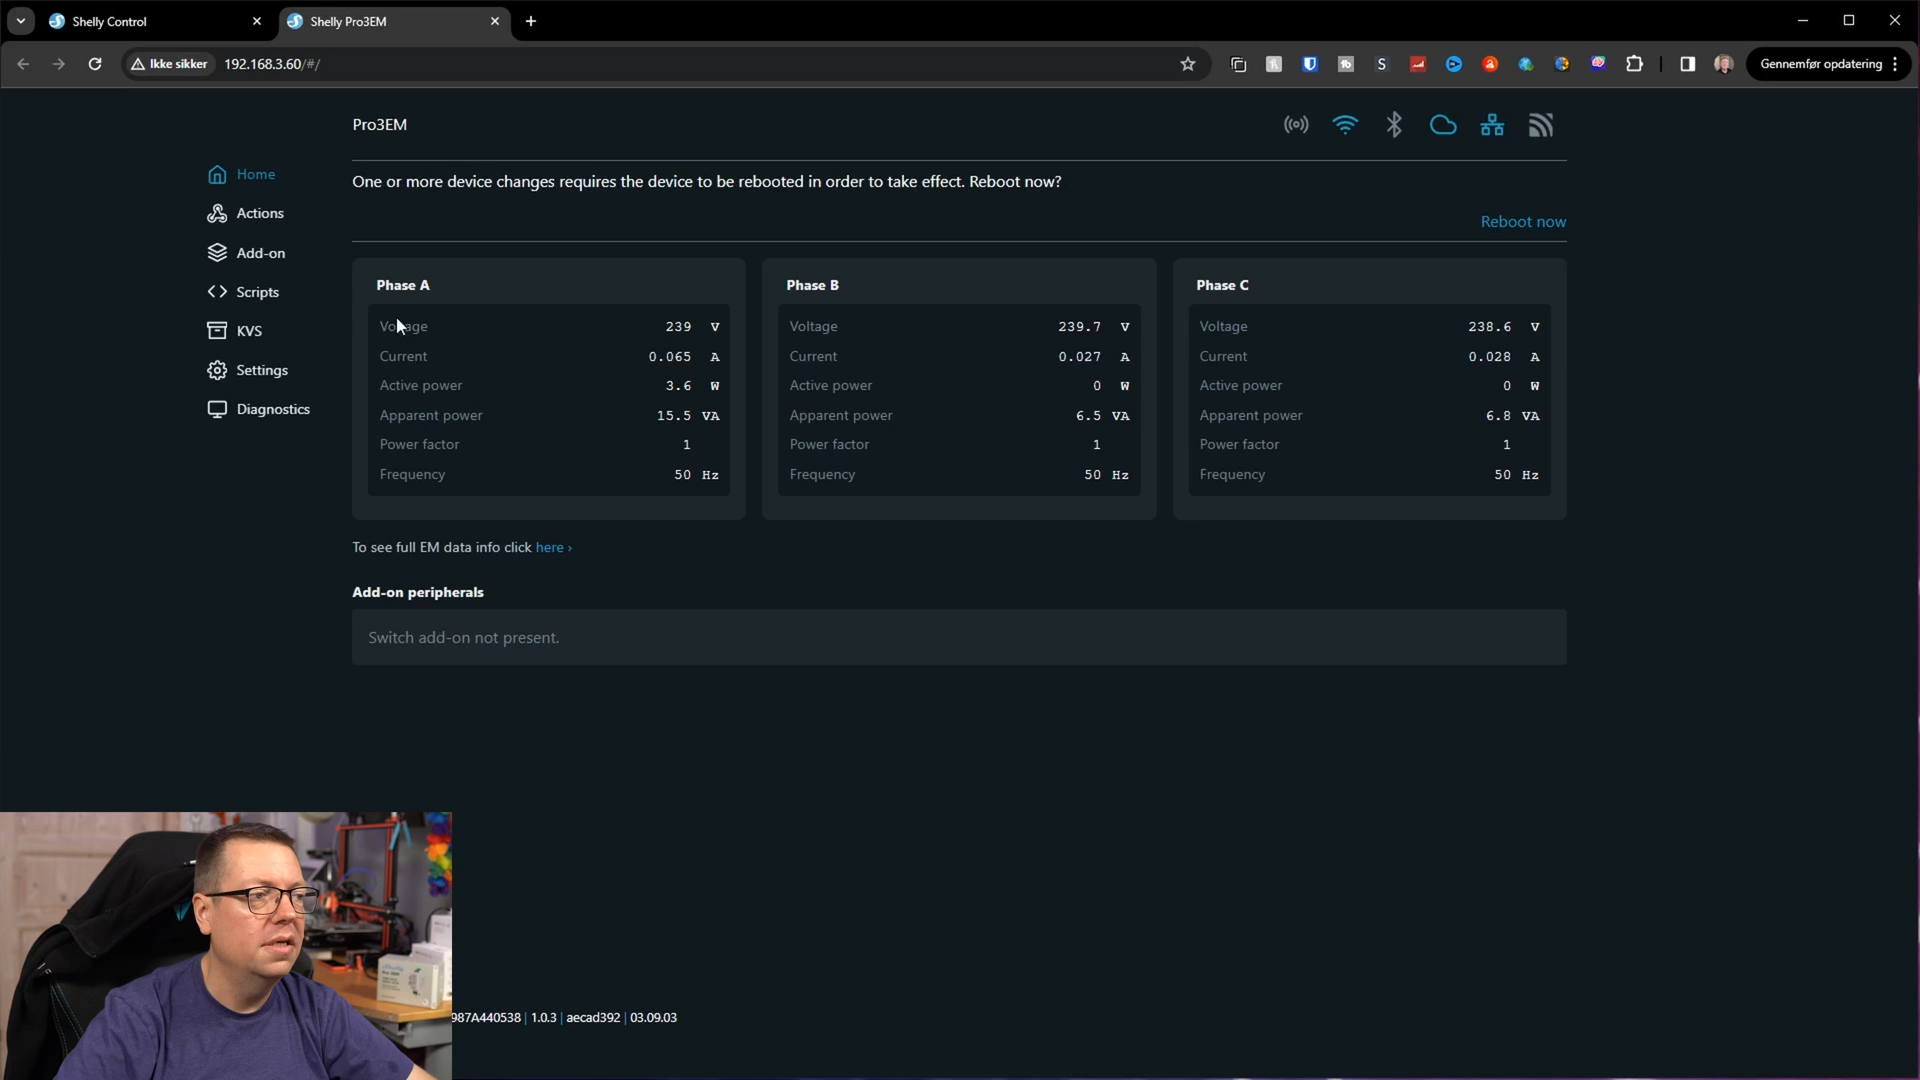 Shelly Control
Shelly Pro3EM
Ikke sikker
192.168.3.60/#/
Gennemfør opdatering
Pro3EM
Home
Actions
Add-on
Scripts
KVS
Settings
Diagnostics
One or more device changes requires the device to be rebooted in order to take effect. Reboot now?
Reboot now
Phase A
Voltage 239 V
Current 0.065 A
Active power 3.6 W
Apparent power 15.5 VA
Power factor 1
Frequency 50 Hz
Phase B
Voltage 239.7 V
Current 0.027 A
Active power 0 W
Apparent power 6.5 VA
Power factor 1
Frequency 50 Hz
Phase C
Voltage 238.6 V
Current 0.028 A
Active power 0 W
Apparent power 6.8 VA
Power factor 1
Frequency 50 Hz
To see full EM data info click here ›
Add-on peripherals
Switch add-on not present.
987A440538 | 1.0.3 | aecad392 | 03.09.03